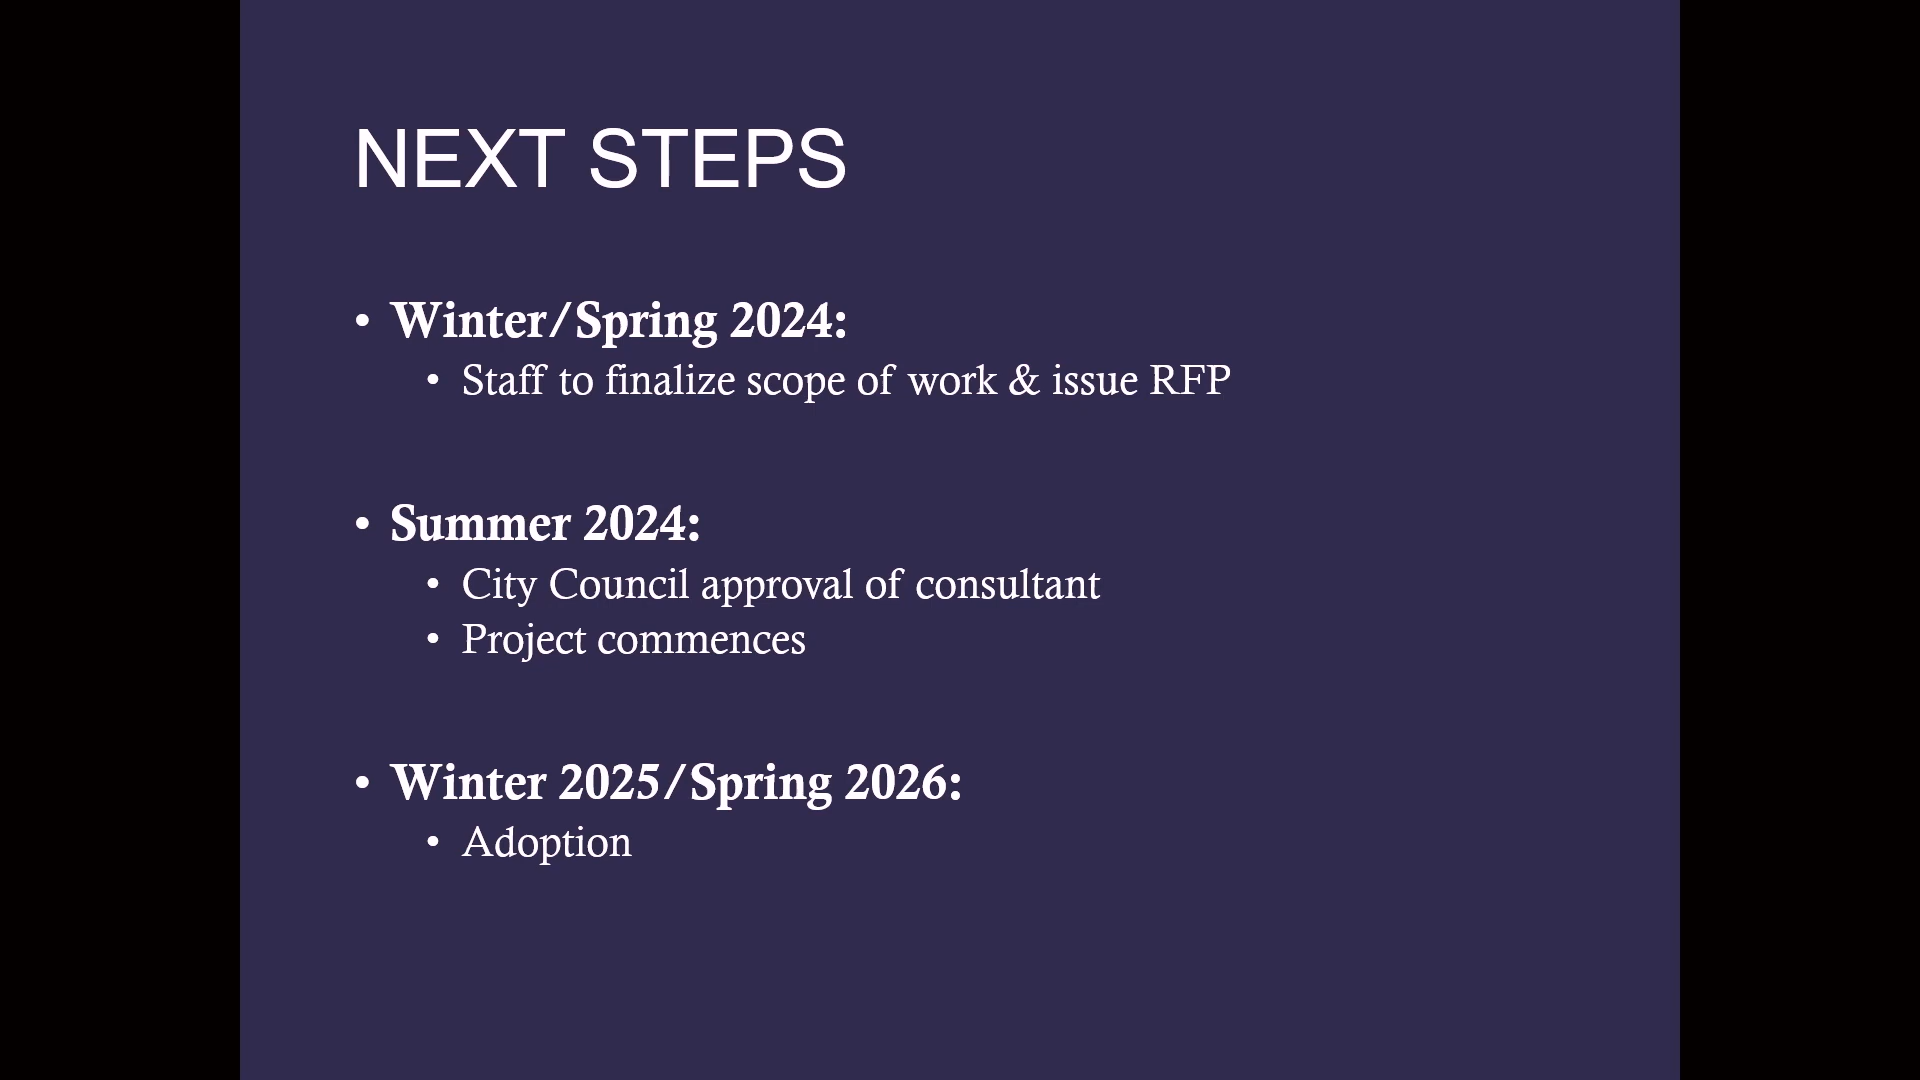 NEXT STEPS
• Winter/Spring 2024:
• Staff to finalize scope of work & issue RFP
• Summer 2024:
• City Council approval of consultant
• Project commences
• Winter 2025/Spring 2026:
• Adoption